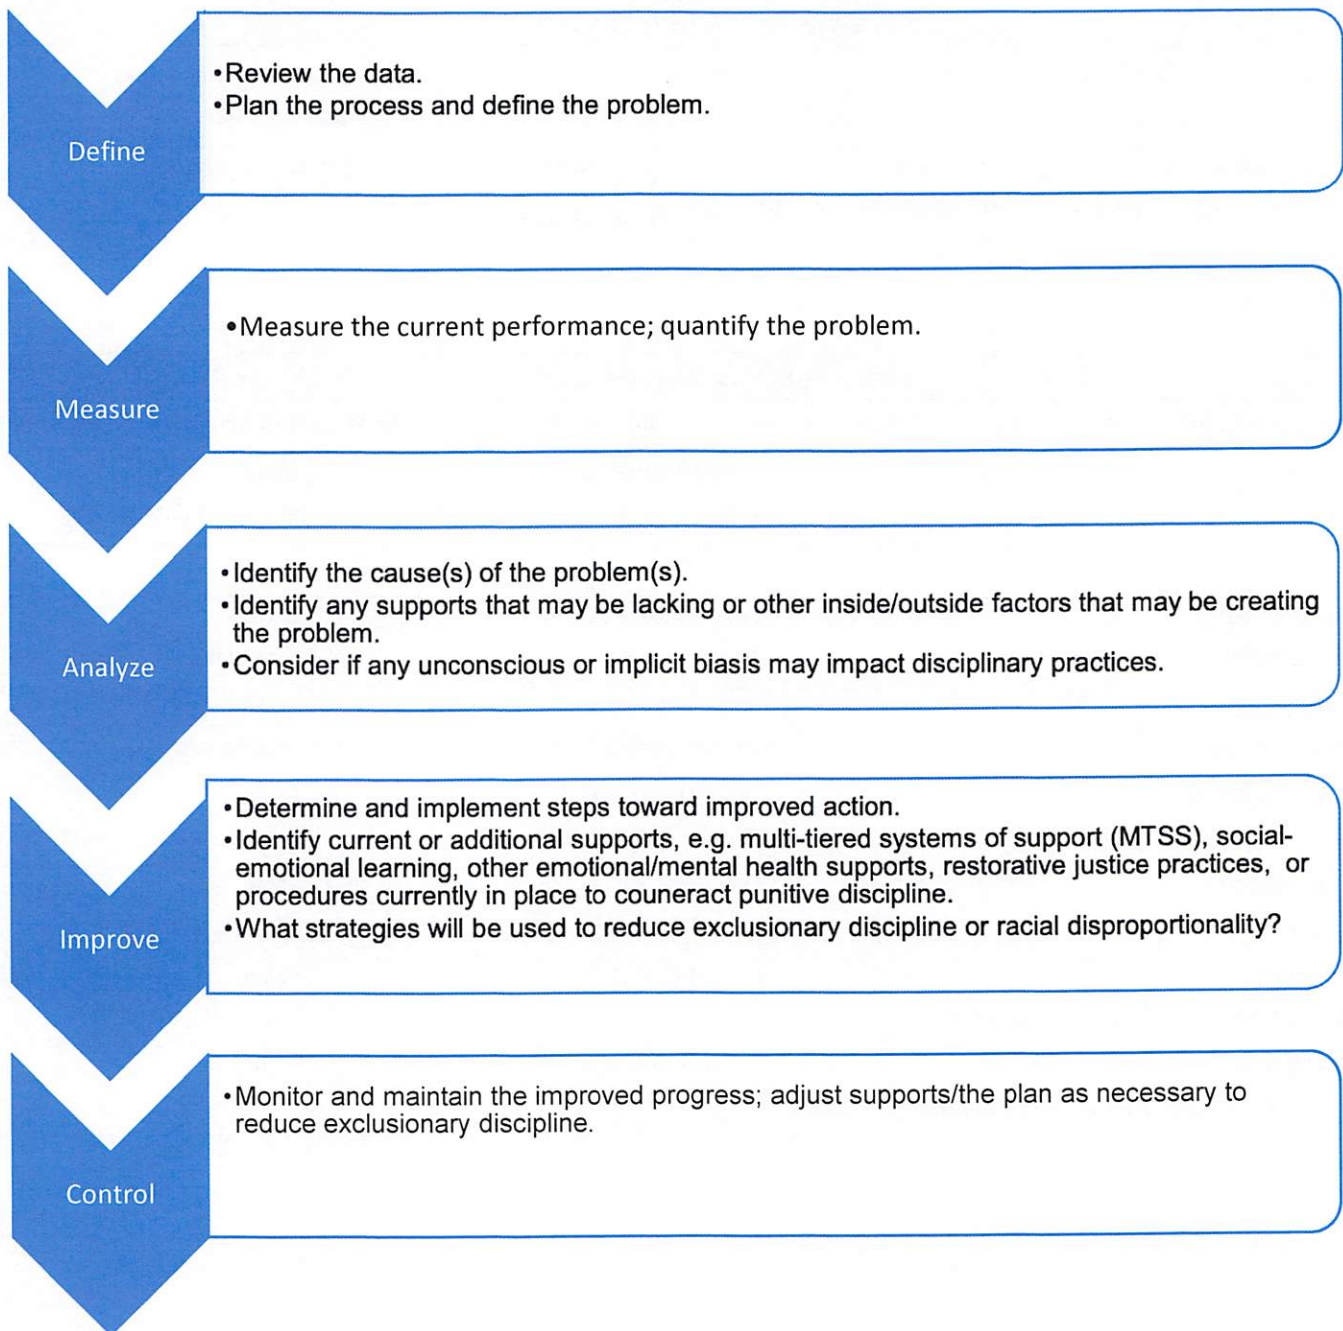 •Review the data.
•Plan the process and define the problem.
Define
•Measure the current performance; quantify the problem.
Measure
•Identify the cause(s) of the problem(s).
•Identify any supports that may be lacking or other inside/outside factors that may be creating
the problem.
•Consider if any unconscious or implicit biasis may impact disciplinary practices.
Analyze
•Determine and implement steps toward improved action.
•Identify current or additional supports, e.g. multi-tiered systems of support (MTSS), social-
emotional learning, other emotional/mental health supports, restorative justice practices, or
procedures currently in place to couneract punitive discipline.
•What strategies will be used to reduce exclusionary discipline or racial disproportionality?
Improve
•Monitor and maintain the improved progress; adjust supports/the plan as necessary to
reduce exclusionary discipline.
Control